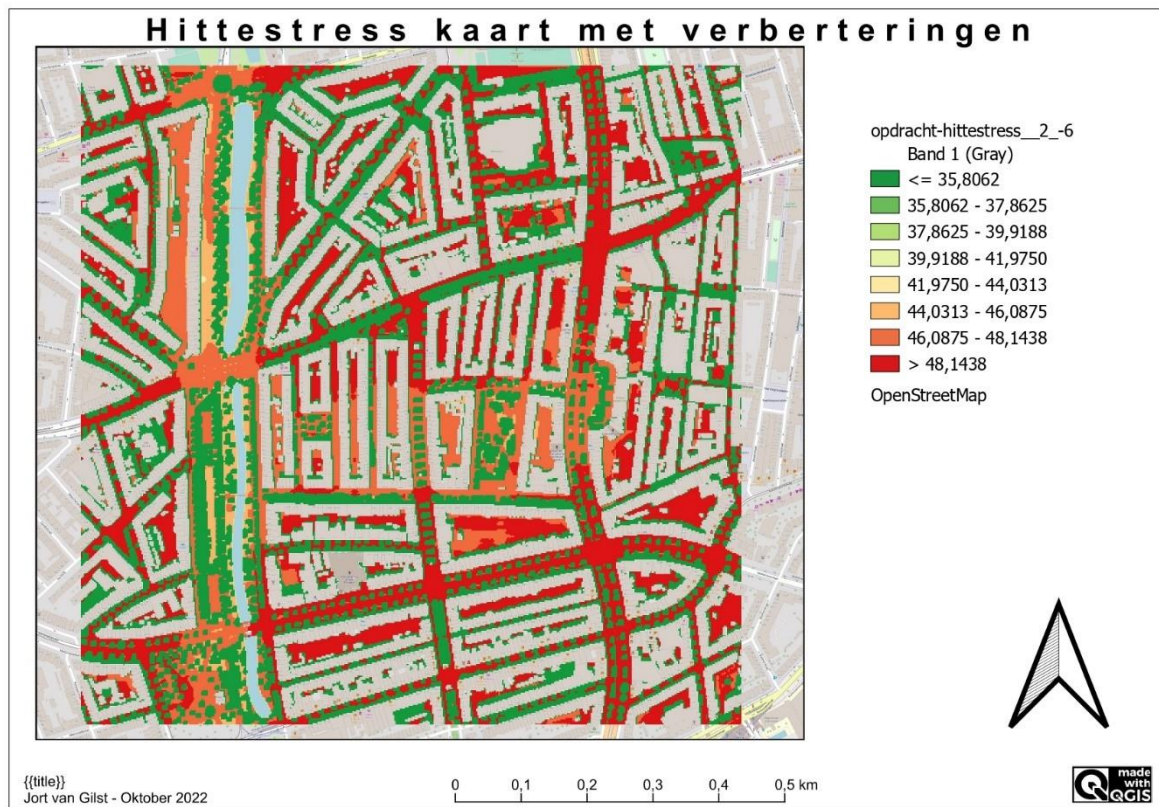 Hittestress kaart met verberteringen
opdracht-hittestress__2_-6
Band 1 (Gray)
<= 35,8062
35,8062 - 37,8625
37,8625 - 39,9188
39,9188 - 41,9750
41,9750 - 44,0313
44,0313 - 46,0875
46,0875 - 48,1438
> 48,1438
OpenStreetMap
{{title}}
Jort van Gilst - Oktober 2022
0 0,1 0,2 0,3 0,4 0,5 km
made
with
QGIS